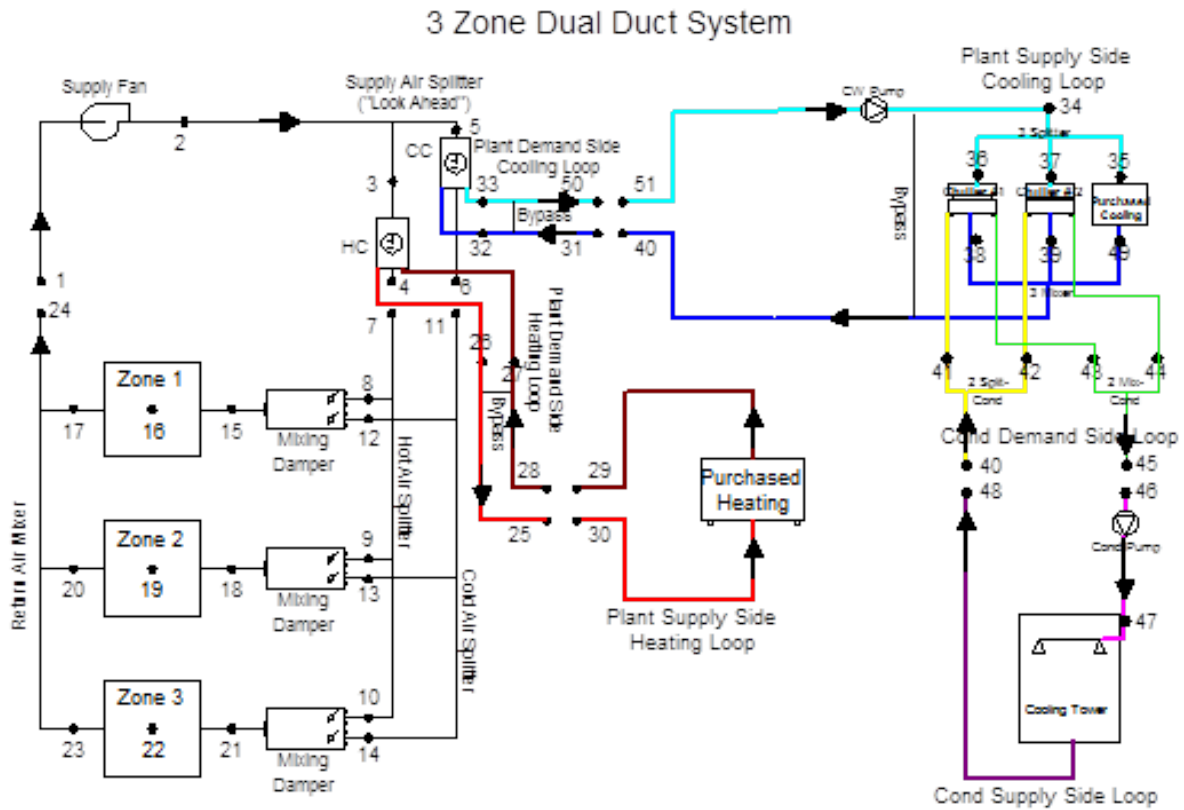 3 Zone Dual Duct System
Supply Fan
2
Supply Air Splitter
("Look Ahead")
5
CC
3
HC
4
6
7
11
1
24
Plant Demand Side
Cooling Loop
33
50
51
Bypass
32
31
40
CW Pump
Bypass
Plant Supply Side
Cooling Loop
34
2 Splitter
36
37
35
Chiller #1
Chiller #2
Purchased
Cooling
38
39
49
2 Mixer
41
42
43
44
2 Split-
Cond
2 Mix-
Cond
Cond Demand Side Loop
40
45
48
46
Cond Pump
47
Cooling Tower
Cond Supply Side Loop
26
27
Plant Demand Side
Heating Loop
Bypass
28
29
25
30
Purchased
Heating
Plant Supply Side
Heating Loop
Return Air Mixer
Zone 1
17
16
15
8
12
Mixing
Damper
Hot Air Splitter
Zone 2
20
19
18
9
13
Mixing
Damper
Cold Air Splitter
Zone 3
23
22
21
10
14
Mixing
Damper